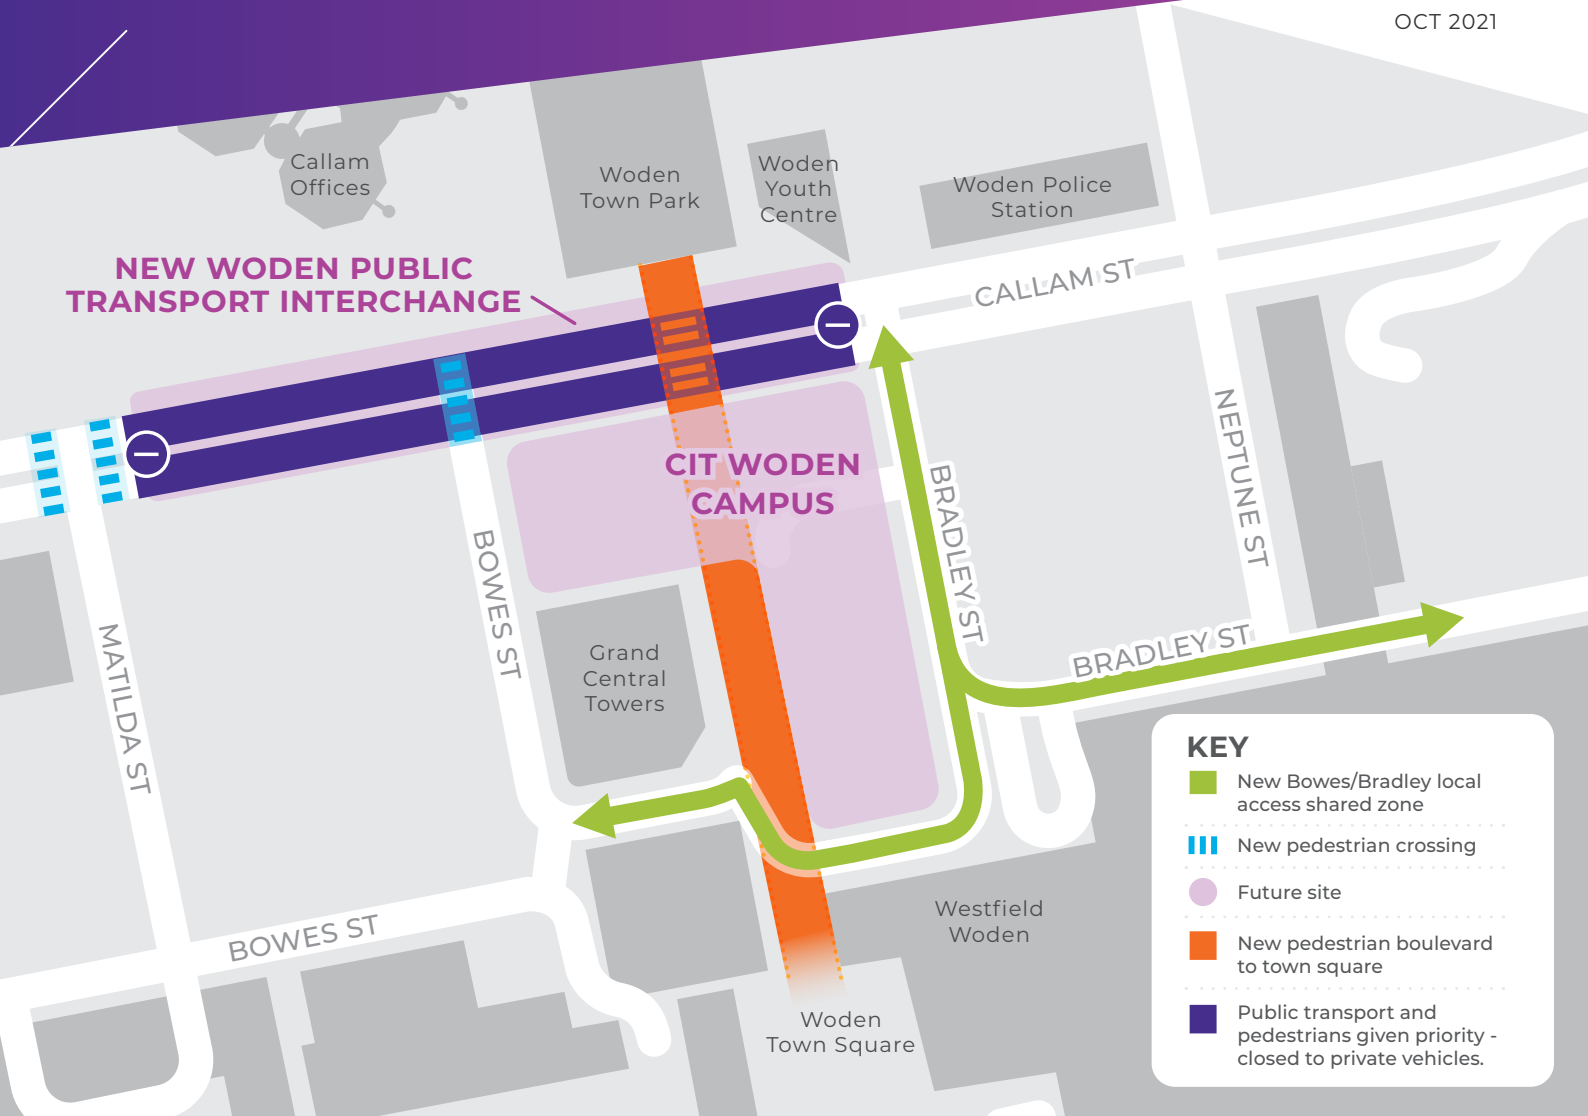 OCT 2021
Callam
Offices
Woden
Town Park
Woden
Youth
Centre
Woden Police
Station
NEW WODEN PUBLIC
TRANSPORT INTERCHANGE
CALLAM ST
CIT WODEN
CAMPUS
NEPTUNE ST
BRADLEY ST
BOWES ST
MATILDA ST
BRADLEY ST
Grand
Central
Towers
BOWES ST
Westfield
Woden
Woden
Town Square
KEY
New Bowes/Bradley local
access shared zone
New pedestrian crossing
Future site
New pedestrian boulevard
to town square
Public transport and
pedestrians given priority -
closed to private vehicles.